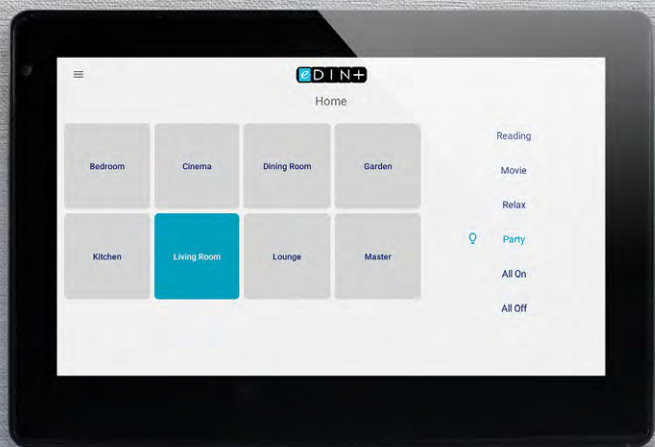 eDIN+
Home
Bedroom
Cinema
Dining Room
Garden
Kitchen
Living Room
Lounge
Master
Reading
Movie
Relax
Party
All On
All Off